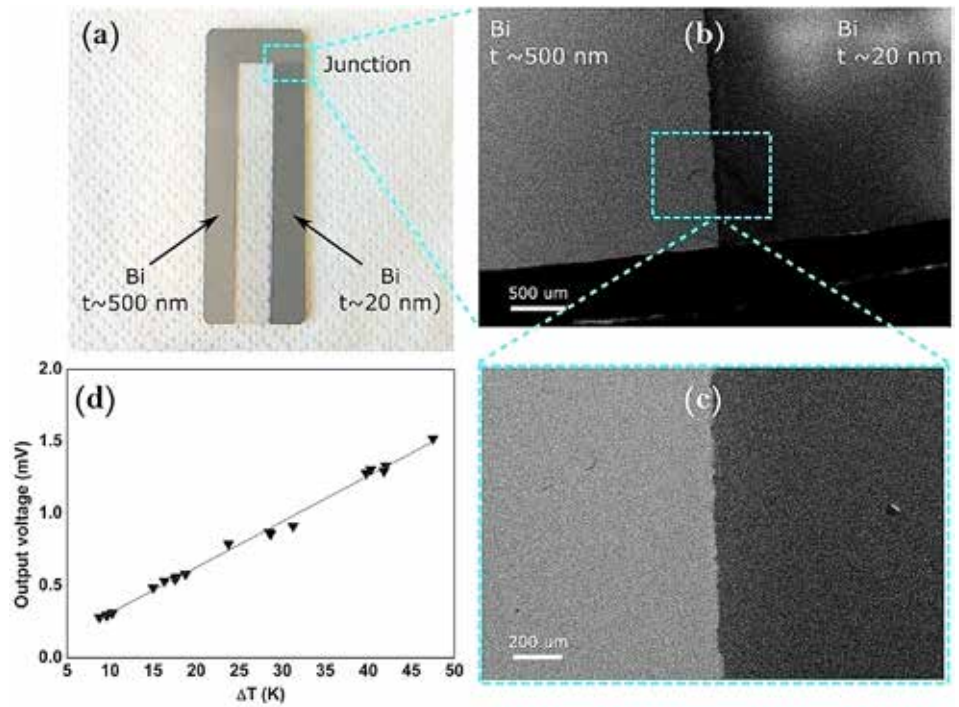 (a)
Junction
Bi
t~500 nm
Bi
t~20 nm)
Bi
t ~500 nm
(b)
Bi
t ~20 nm
500 um
(c)
200 um
(d)
Output voltage (mV)
2.0
1.5
1.0
0.5
0.0
5 10 15 20 25 30 35 40 45 50
ΔT (K)